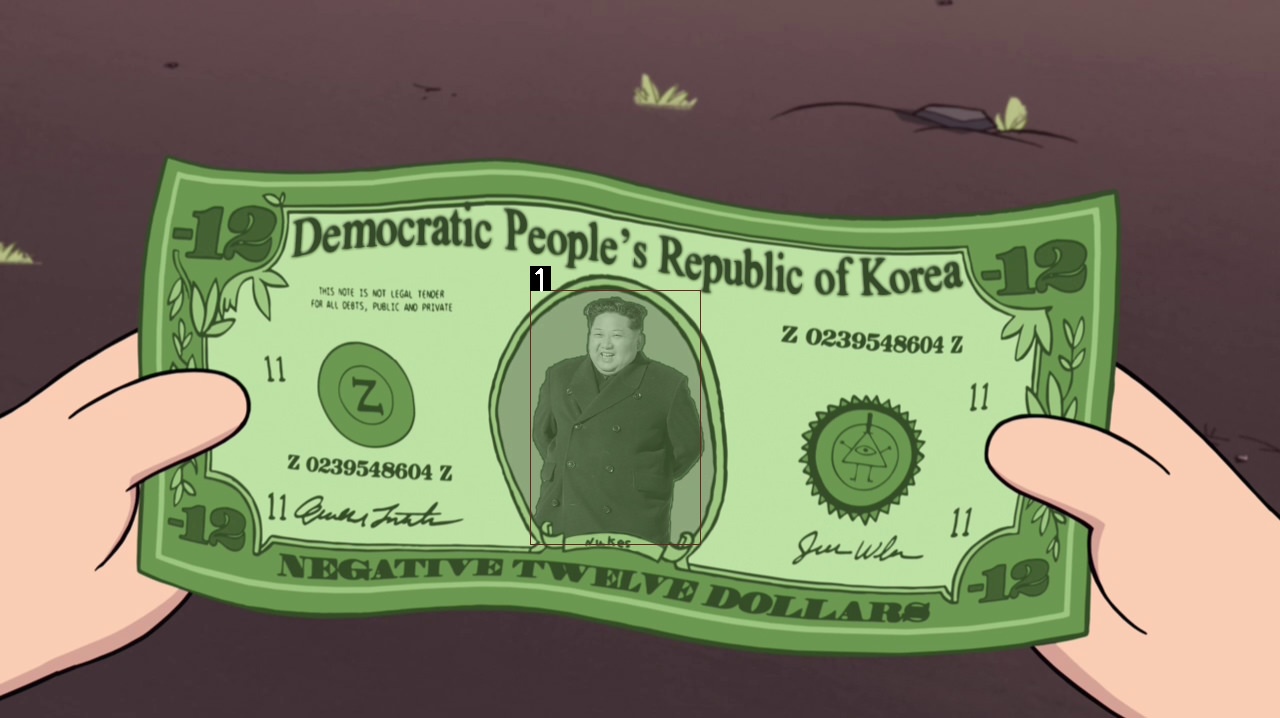 -12
Democratic People's Republic of Korea
-12
THIS NOTE IS NOT LEGAL TENDER
FOR ALL DEBTS, PUBLIC AND PRIVATE
1
Z 0239548604 Z
11
11
Z
Z 0239548604 Z
11
11
Nukes
-12
-12
NEGATIVE TWELVE DOLLARS